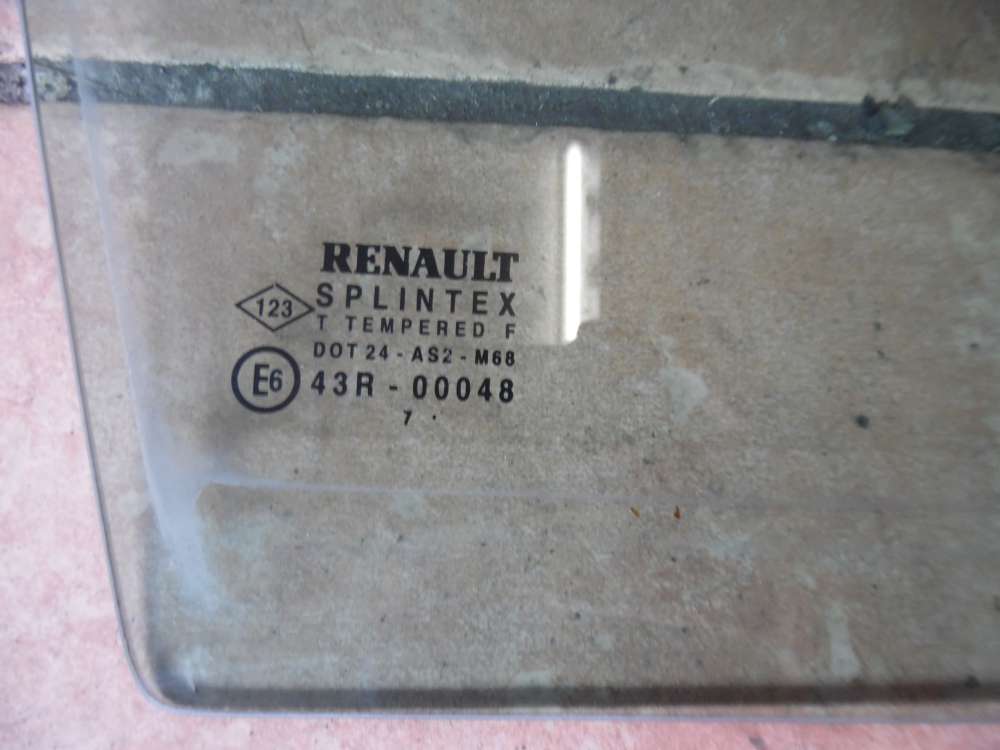 RENAULT
123 SPLINTEX
T TEMPERED F
DOT 24 - AS2 - M68
E6 43R - 00048
7 .